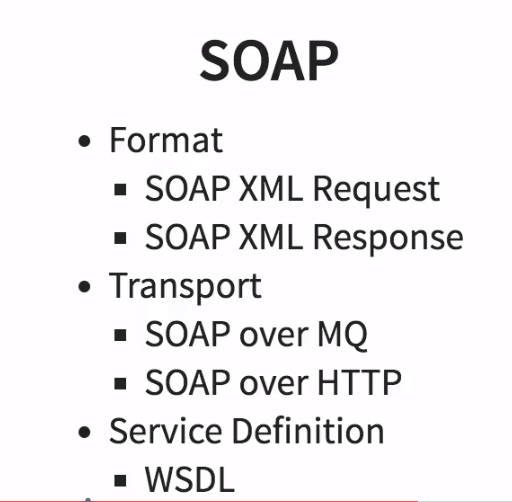 SOAP
• Format
▪ SOAP XML Request
▪ SOAP XML Response
• Transport
▪ SOAP over MQ
▪ SOAP over HTTP
• Service Definition
▪ WSDL